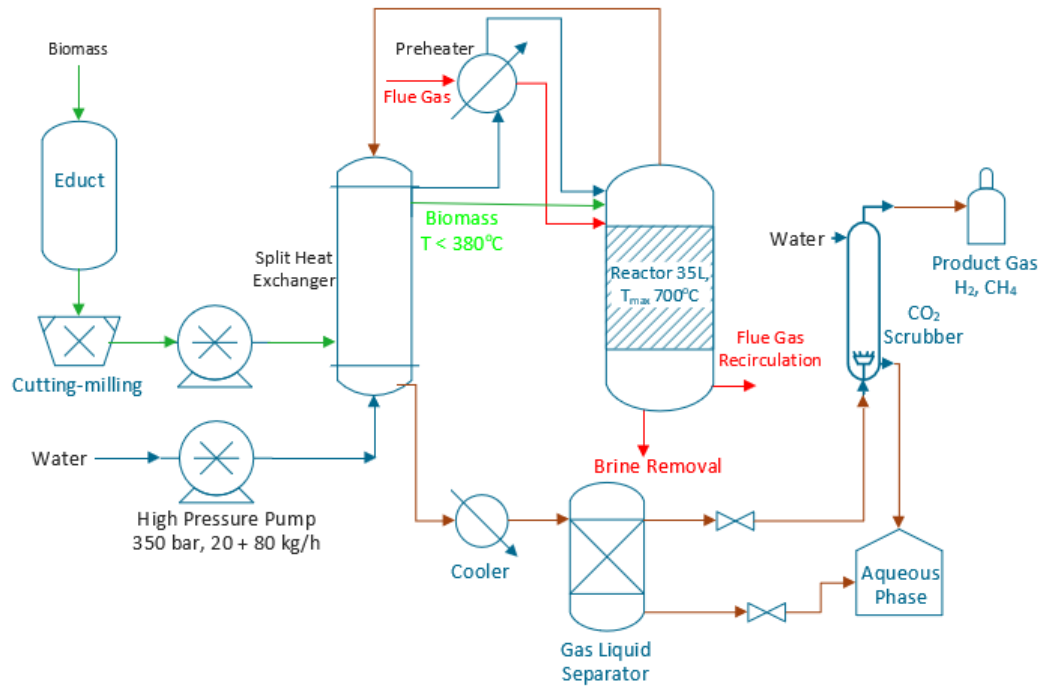 Biomass
Educt
Cutting-milling
Water
High Pressure Pump
350 bar, 20 + 80 kg/h
Split Heat
Exchanger
Preheater
Flue Gas
Biomass
T < 380°C
Reactor 35L,
Tₘₐₓ 700°C
Flue Gas
Recirculation
Brine Removal
Cooler
Gas Liquid
Separator
Water
CO₂
Scrubber
Product Gas
H₂, CH₄
Aqueous
Phase